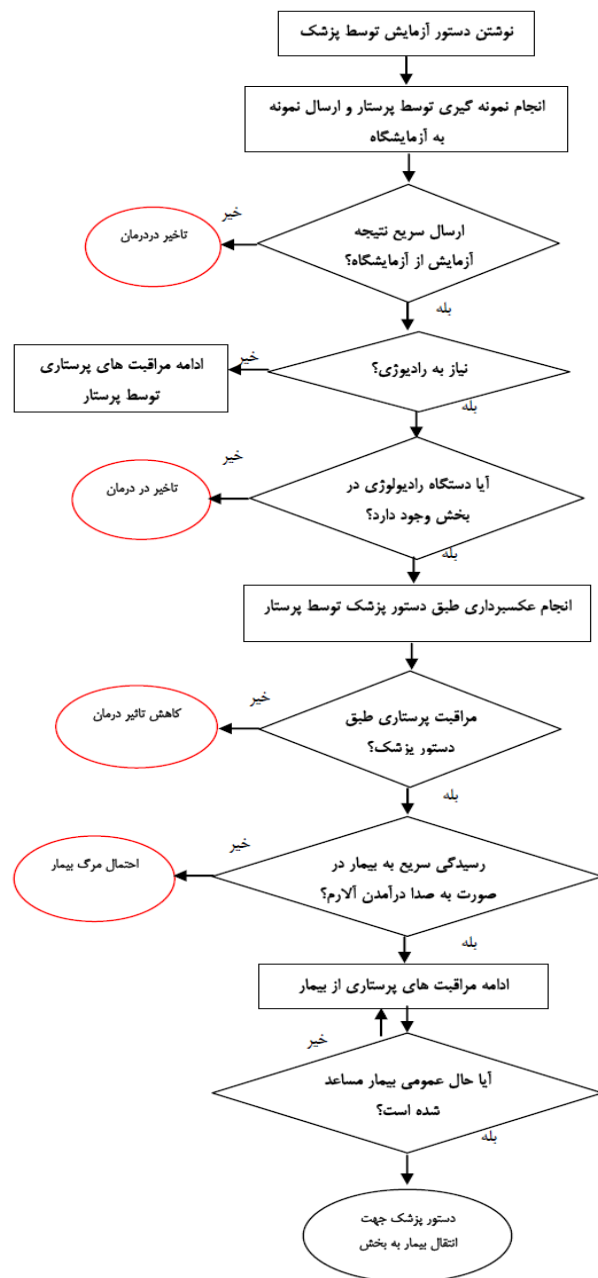 نوشتن دستور آزمایش توسط پزشک
انجام نمونه گیری توسط پرستار و ارسال نمونه
به آزمایشگاه
ارسال سریع نتیجه
آزمایش از آزمایشگاه؟
خیر
تاخیر دردرمان
بله
نیاز به رادیوژی؟
خیر
ادامه مراقبت های پرستاری
توسط پرستار
بله
آیا دستگاه رادیولوژی در
بخش وجود دارد؟
خیر
تاخیر در درمان
بله
انجام عکسبرداری طبق دستور پزشک توسط پرستار
مراقبت پرستاری طبق
دستور پزشک؟
خیر
کاهش تاثیر درمان
بله
رسیدگی سریع به بیمار در
صورت به صدا درآمدن آلارم؟
خیر
احتمال مرگ بیمار
بله
ادامه مراقبت های پرستاری از بیمار
خیر
آیا حال عمومی بیمار مساعد
شده است؟
بله
دستور پزشک جهت
انتقال بیمار به بخش